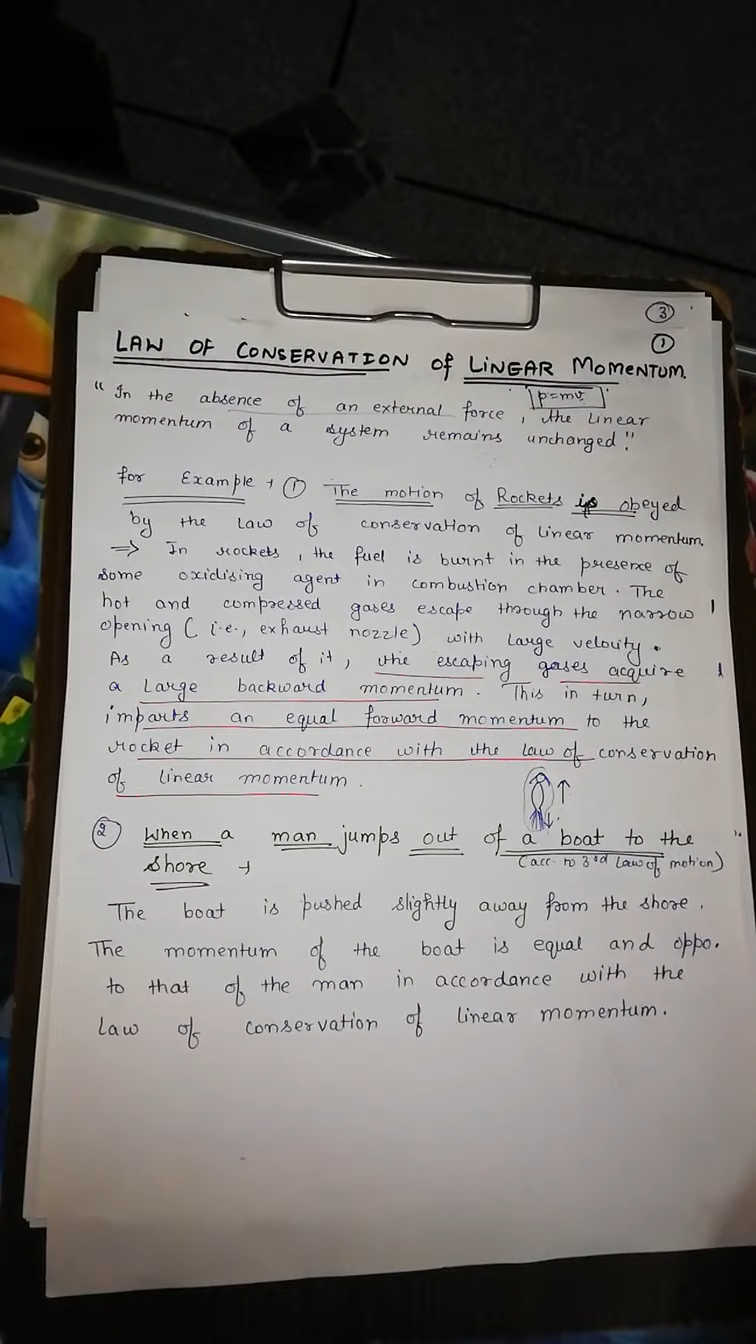 ③
①
LAW OF CONSERVATION of LINEAR MOMENTUM.
p=mv
" In the absence of an external force, the Linear
momentum of a system remains unchanged."
for Example → ① The motion of Rockets is obeyed
by the Law of conservation of linear momentum.
⇒ In rockets, the fuel is burnt in the presence of
some oxidising agent in combustion chamber. The
hot and compressed gases escape through the narrow
opening (i.e., exhaust nozzle) with large velocity.
As a result of it, the escaping gases acquire
a Large backward momentum. This in turn,
imparts an equal forward momentum to the
rocket in accordance with the law of conservation
of linear momentum.
② When a man jumps out of a boat to the
shore → (acc. to 3rd Law of motion)
The boat is pushed slightly away from the shore.
The momentum of the boat is equal and oppo.
to that of the man in accordance with the
Law of conservation of linear momentum.